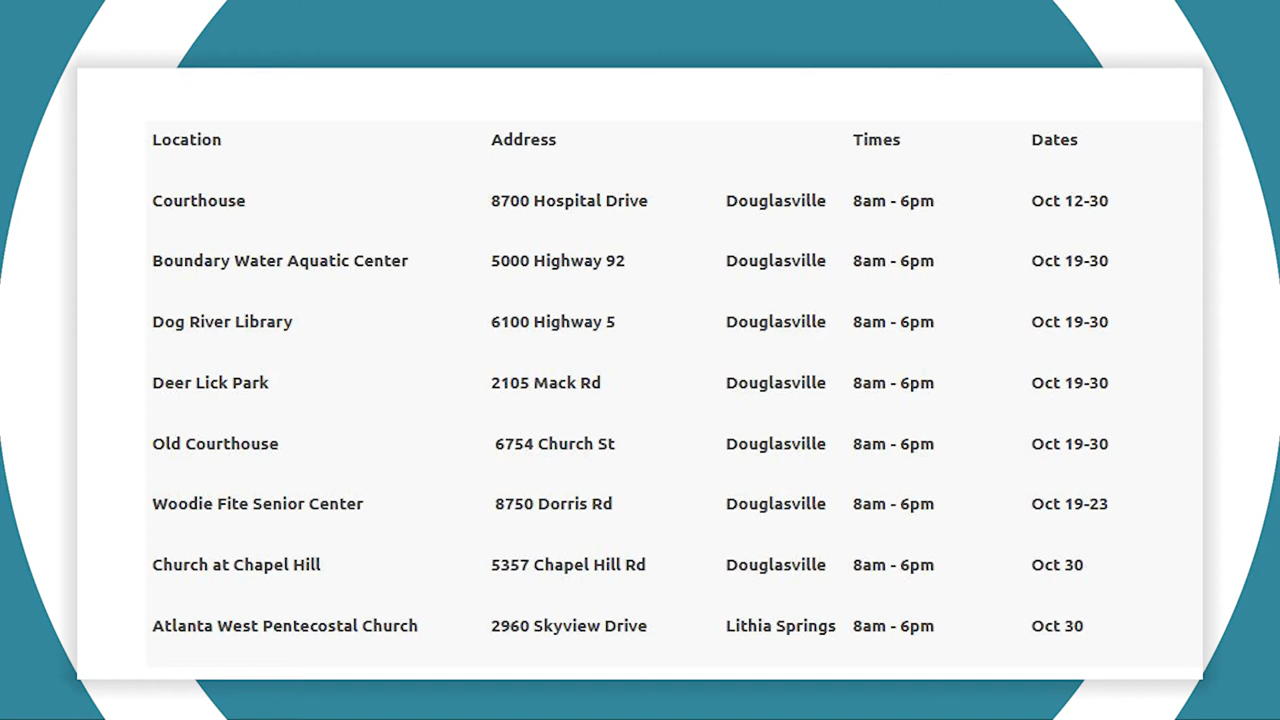 Location Address Times Dates
Courthouse 8700 Hospital Drive Douglasville 8am - 6pm Oct 12-30
Boundary Water Aquatic Center 5000 Highway 92 Douglasville 8am - 6pm Oct 19-30
Dog River Library 6100 Highway 5 Douglasville 8am - 6pm Oct 19-30
Deer Lick Park 2105 Mack Rd Douglasville 8am - 6pm Oct 19-30
Old Courthouse 6754 Church St Douglasville 8am - 6pm Oct 19-30
Woodie Fite Senior Center 8750 Dorris Rd Douglasville 8am - 6pm Oct 19-23
Church at Chapel Hill 5357 Chapel Hill Rd Douglasville 8am - 6pm Oct 30
Atlanta West Pentecostal Church 2960 Skyview Drive Lithia Springs 8am - 6pm Oct 30